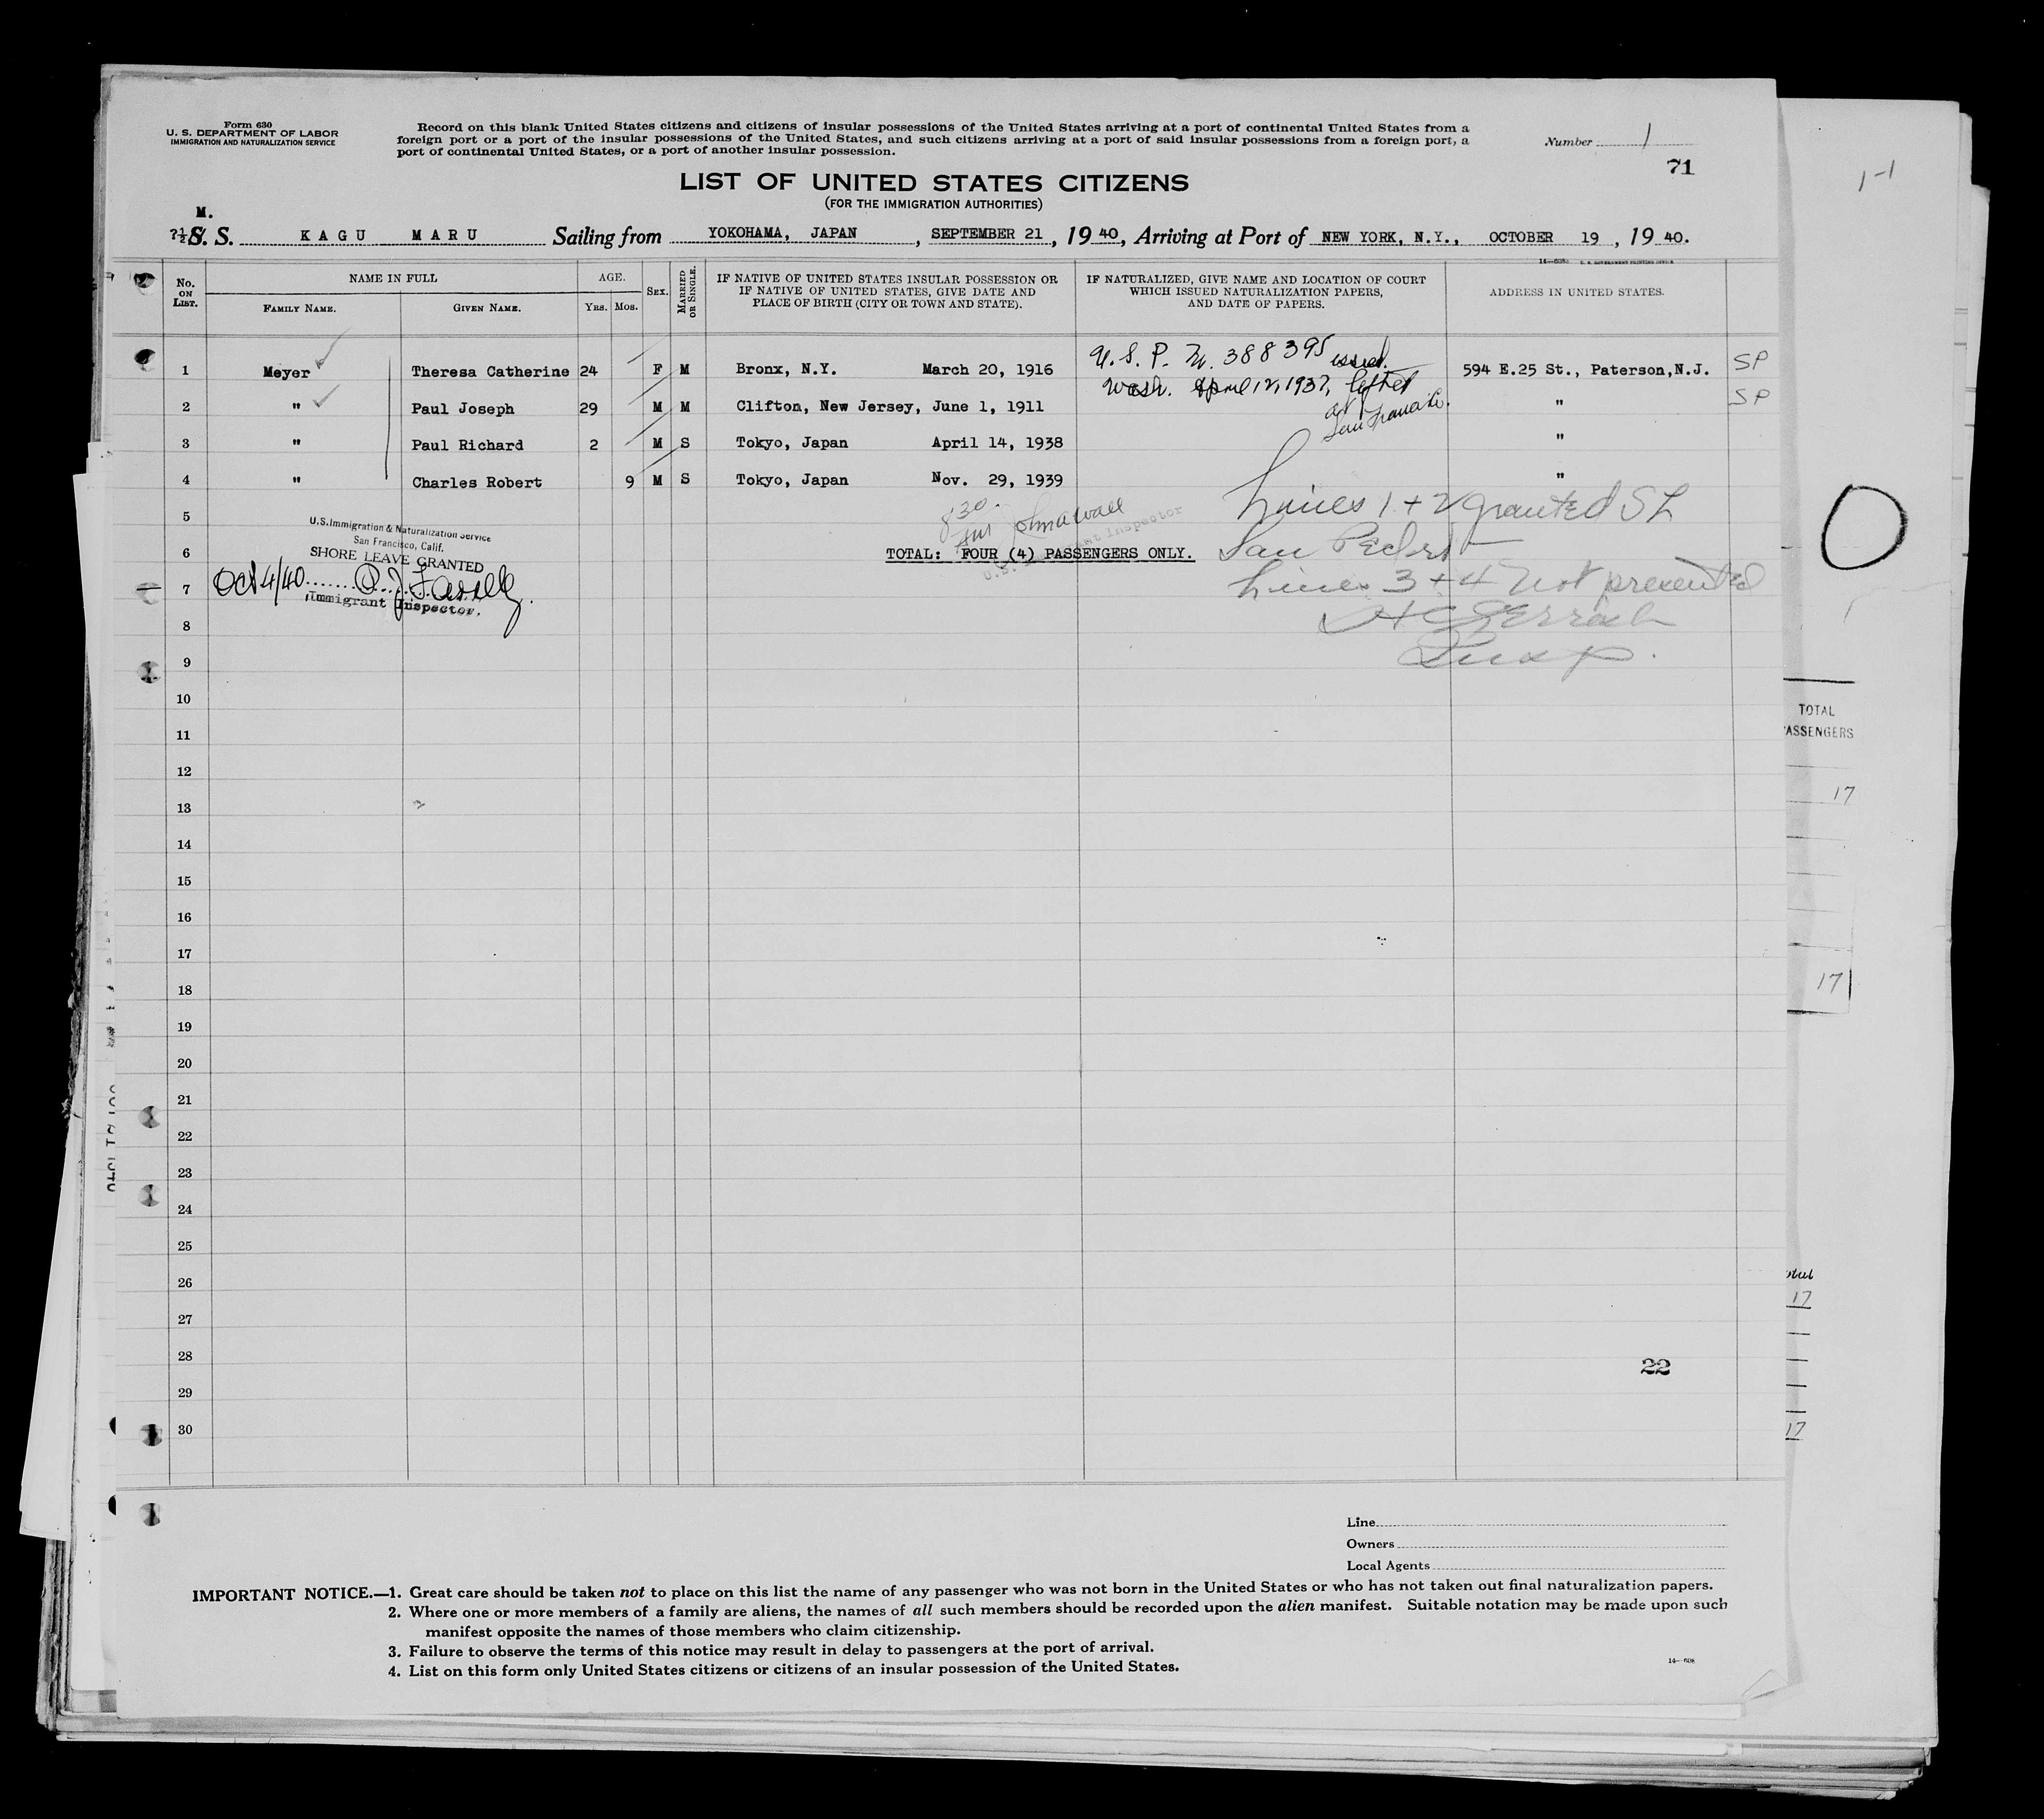 Form 630
U. S. DEPARTMENT OF LABOR
IMMIGRATION AND NATURALIZATION SERVICE
Record on this blank United States citizens and citizens of insular possessions of the United States arriving at a port of continental United States from a
foreign port or a port of the insular possessions of the United States, and such citizens arriving at a port of said insular possessions from a foreign port, a
port of continental United States, or a port of another insular possession.
Number 1
71
1-1
LIST OF UNITED STATES CITIZENS
(FOR THE IMMIGRATION AUTHORITIES)
M.
S. S. KAGU MARU Sailing from YOKOHAMA, JAPAN, SEPTEMBER 21, 1940, Arriving at Port of NEW YORK, N.Y., OCTOBER 19, 1940.
No. ON LIST. NAME IN FULL FAMILY NAME. GIVEN NAME. AGE. YRS. MOS. SEX. MARRIED OR SINGLE. IF NATIVE OF UNITED STATES INSULAR POSSESSION OR IF NATIVE OF UNITED STATES, GIVE DATE AND PLACE OF BIRTH (CITY OR TOWN AND STATE). IF NATURALIZED, GIVE NAME AND LOCATION OF COURT WHICH ISSUED NATURALIZATION PAPERS, AND DATE OF PAPERS. ADDRESS IN UNITED STATES.
1 Meyer Theresa Catherine 24 F M Bronx, N.Y. March 20, 1916 U. S. P. No. 388395 issued 594 E.25 St., Paterson,N.J. SP
Wash. April 12, 1937, lifted
2 " Paul Joseph 29 M M Clifton, New Jersey, June 1, 1911 " SP
at San Francisco.
3 " Paul Richard 2 M S Tokyo, Japan April 14, 1938 "
4 " Charles Robert 9 M S Tokyo, Japan Nov. 29, 1939 "
5
Lines 1 + 2 granted SL
U.S. Immigration & Naturalization Service
San Francisco, Calif.
SHORE LEAVE GRANTED
6 TOTAL: FOUR (4) PASSENGERS ONLY.
San Pedro
Lines 3 + 4 not presented
7 Oct 4/40
Immigrant Inspector.
8
Insp.
9
10
11
12
13
14
15
16
17
18
19
20
21
22
23
24
25
26
27
28
22
29
30
TOTAL
PASSENGERS
17
17
17
17
Line
Owners
Local Agents
IMPORTANT NOTICE.—1. Great care should be taken not to place on this list the name of any passenger who was not born in the United States or who has not taken out final naturalization papers.
2. Where one or more members of a family are aliens, the names of all such members should be recorded upon the alien manifest. Suitable notation may be made upon such
manifest opposite the names of those members who claim citizenship.
3. Failure to observe the terms of this notice may result in delay to passengers at the port of arrival.
4. List on this form only United States citizens or citizens of an insular possession of the United States.